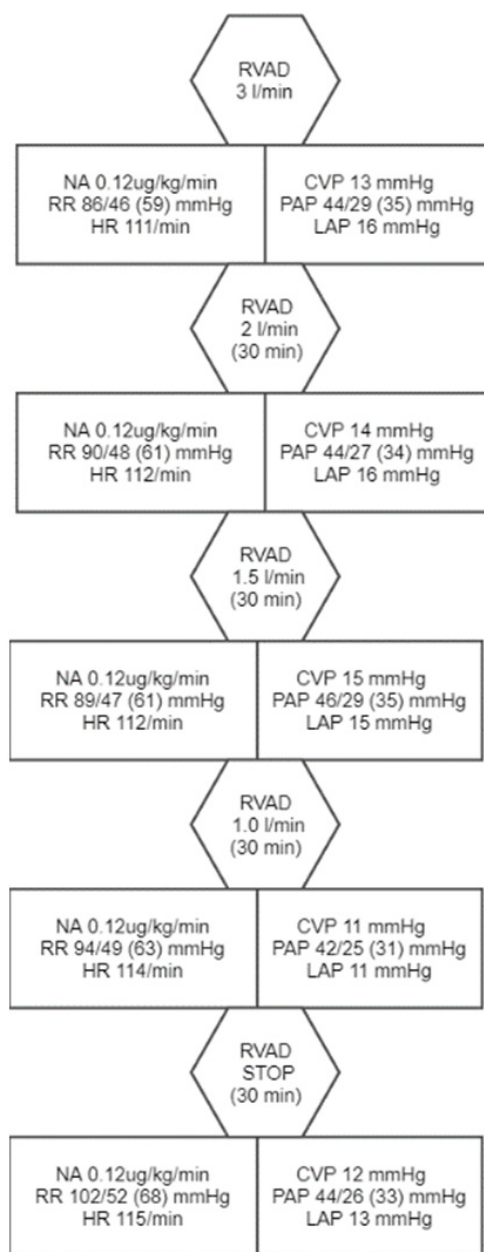 RVAD
3 l/min
NA 0.12ug/kg/min
RR 86/46 (59) mmHg
HR 111/min
CVP 13 mmHg
PAP 44/29 (35) mmHg
LAP 16 mmHg
RVAD
2 l/min
(30 min)
NA 0.12ug/kg/min
RR 90/48 (61) mmHg
HR 112/min
CVP 14 mmHg
PAP 44/27 (34) mmHg
LAP 16 mmHg
RVAD
1.5 l/min
(30 min)
NA 0.12ug/kg/min
RR 89/47 (61) mmHg
HR 112/min
CVP 15 mmHg
PAP 46/29 (35) mmHg
LAP 15 mmHg
RVAD
1.0 l/min
(30 min)
NA 0.12ug/kg/min
RR 94/49 (63) mmHg
HR 114/min
CVP 11 mmHg
PAP 42/25 (31) mmHg
LAP 11 mmHg
RVAD
STOP
(30 min)
NA 0.12ug/kg/min
RR 102/52 (68) mmHg
HR 115/min
CVP 12 mmHg
PAP 44/26 (33) mmHg
LAP 13 mmHg